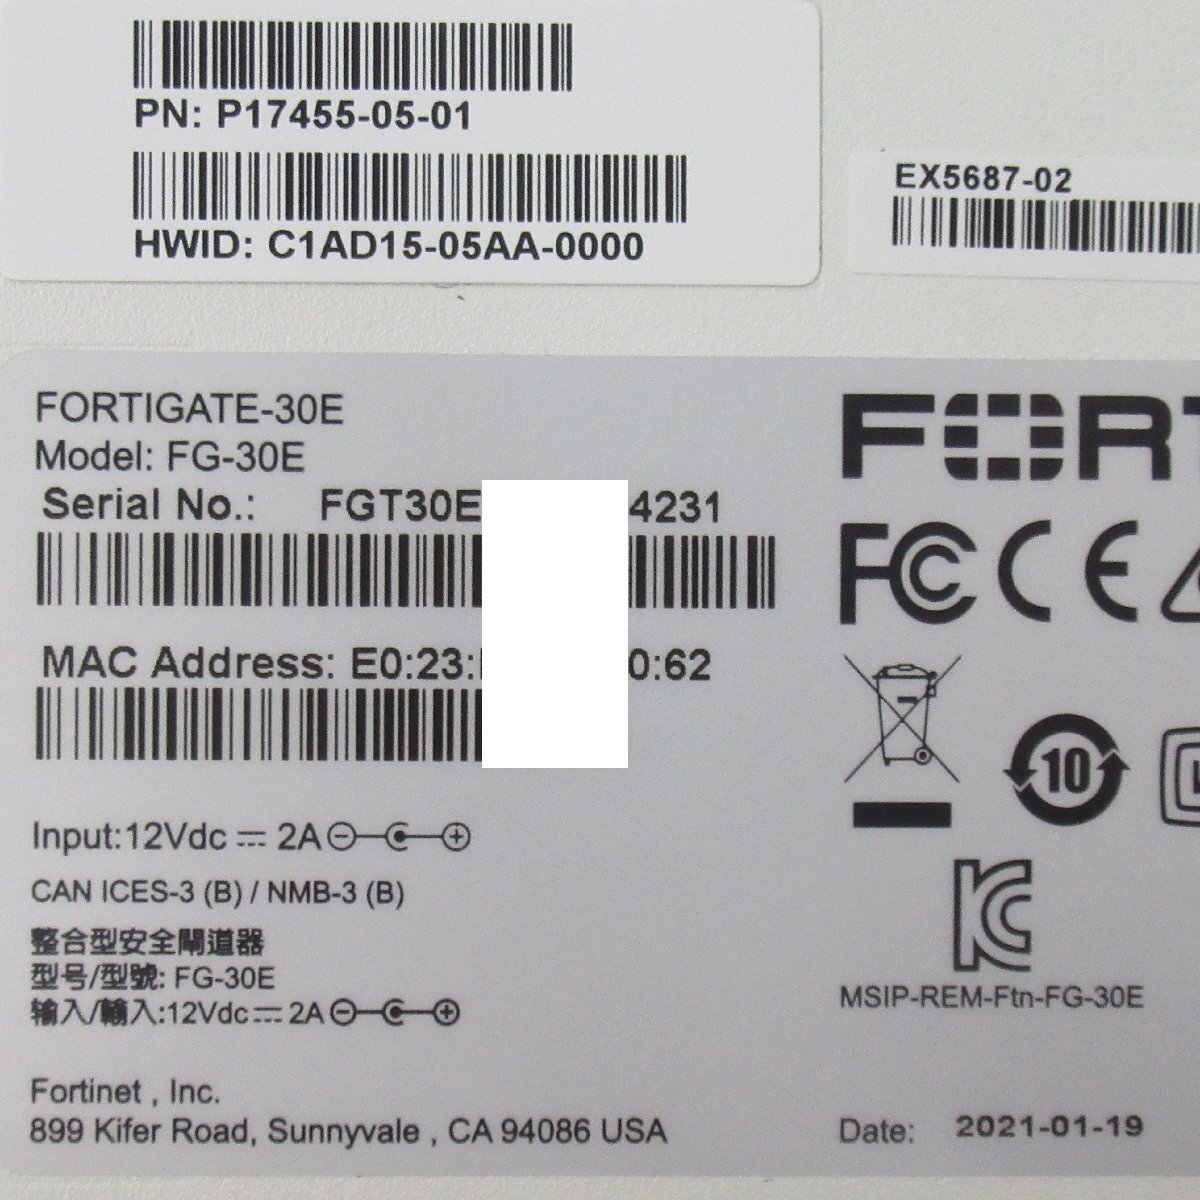 PN: P17455-05-01
HWID: C1AD15-05AA-0000
EX5687-02
FORTIGATE-30E
Model: FG-30E
Serial No.: FGT30E 4231
MAC Address: E0:23: 0:62
Input:12Vdc ⎓ 2A
CAN ICES-3 (B) / NMB-3 (B)
整合型安全閘道器
型号/型號: FG-30E
输入/輸入:12Vdc ⎓ 2A
Fortinet , Inc.
899 Kifer Road, Sunnyvale , CA 94086 USA
FORT
FC CE
10
KC
MSIP-REM-Ftn-FG-30E
Date: 2021-01-19